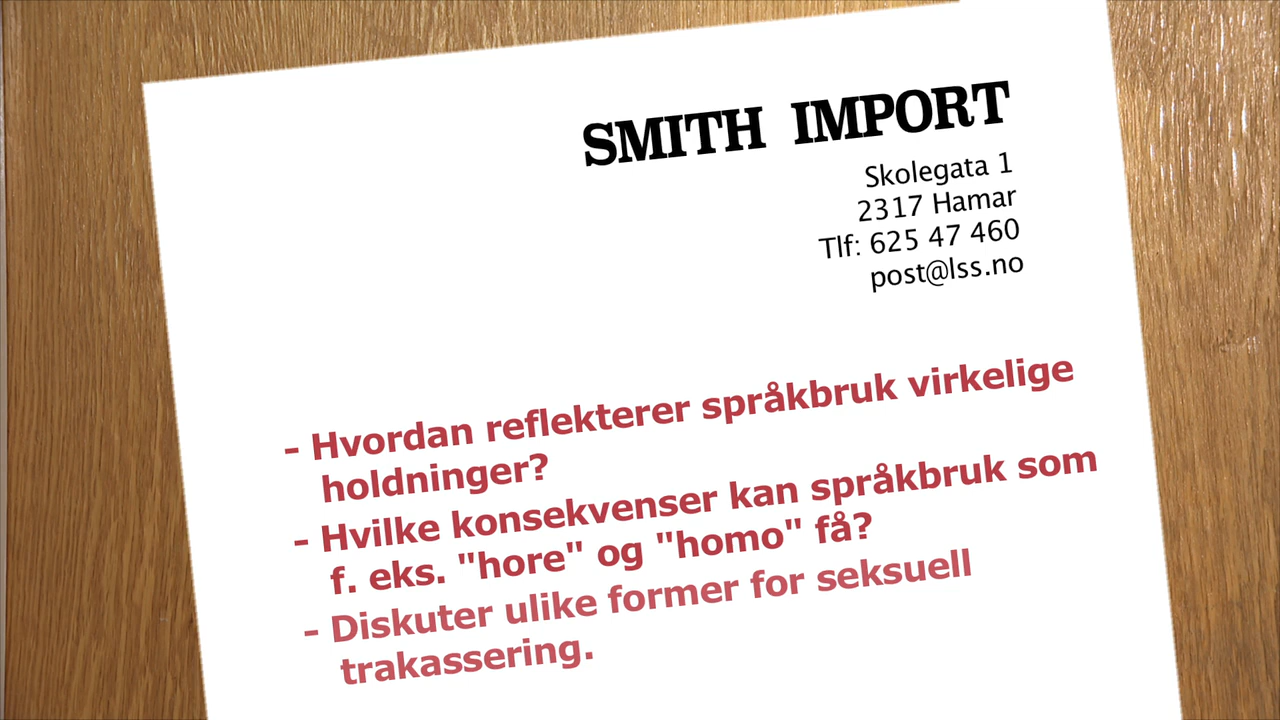 SMITH IMPORT
Skolegata 1
2317 Hamar
Tlf: 625 47 460
post@lss.no
- Hvordan reflekterer språkbruk virkelige
holdninger?
- Hvilke konsekvenser kan språkbruk som
f. eks. "hore" og "homo" få?
- Diskuter ulike former for seksuell
trakassering.